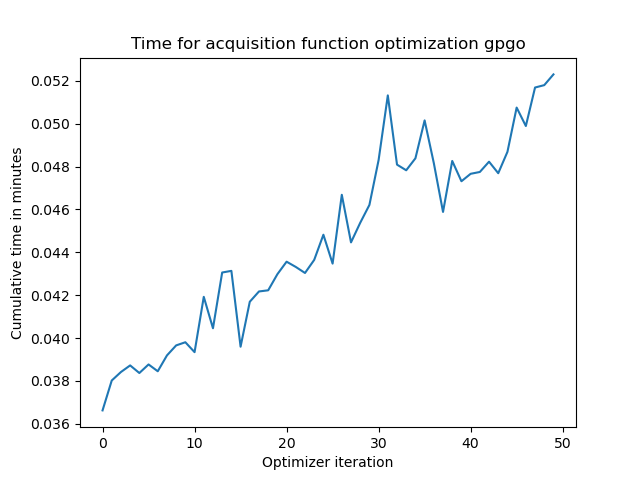 Time for acquisition function optimization gpgo
Cumulative time in minutes
0.052
0.050
0.048
0.046
0.044
0.042
0.040
0.038
0.036
0 10 20 30 40 50
Optimizer iteration